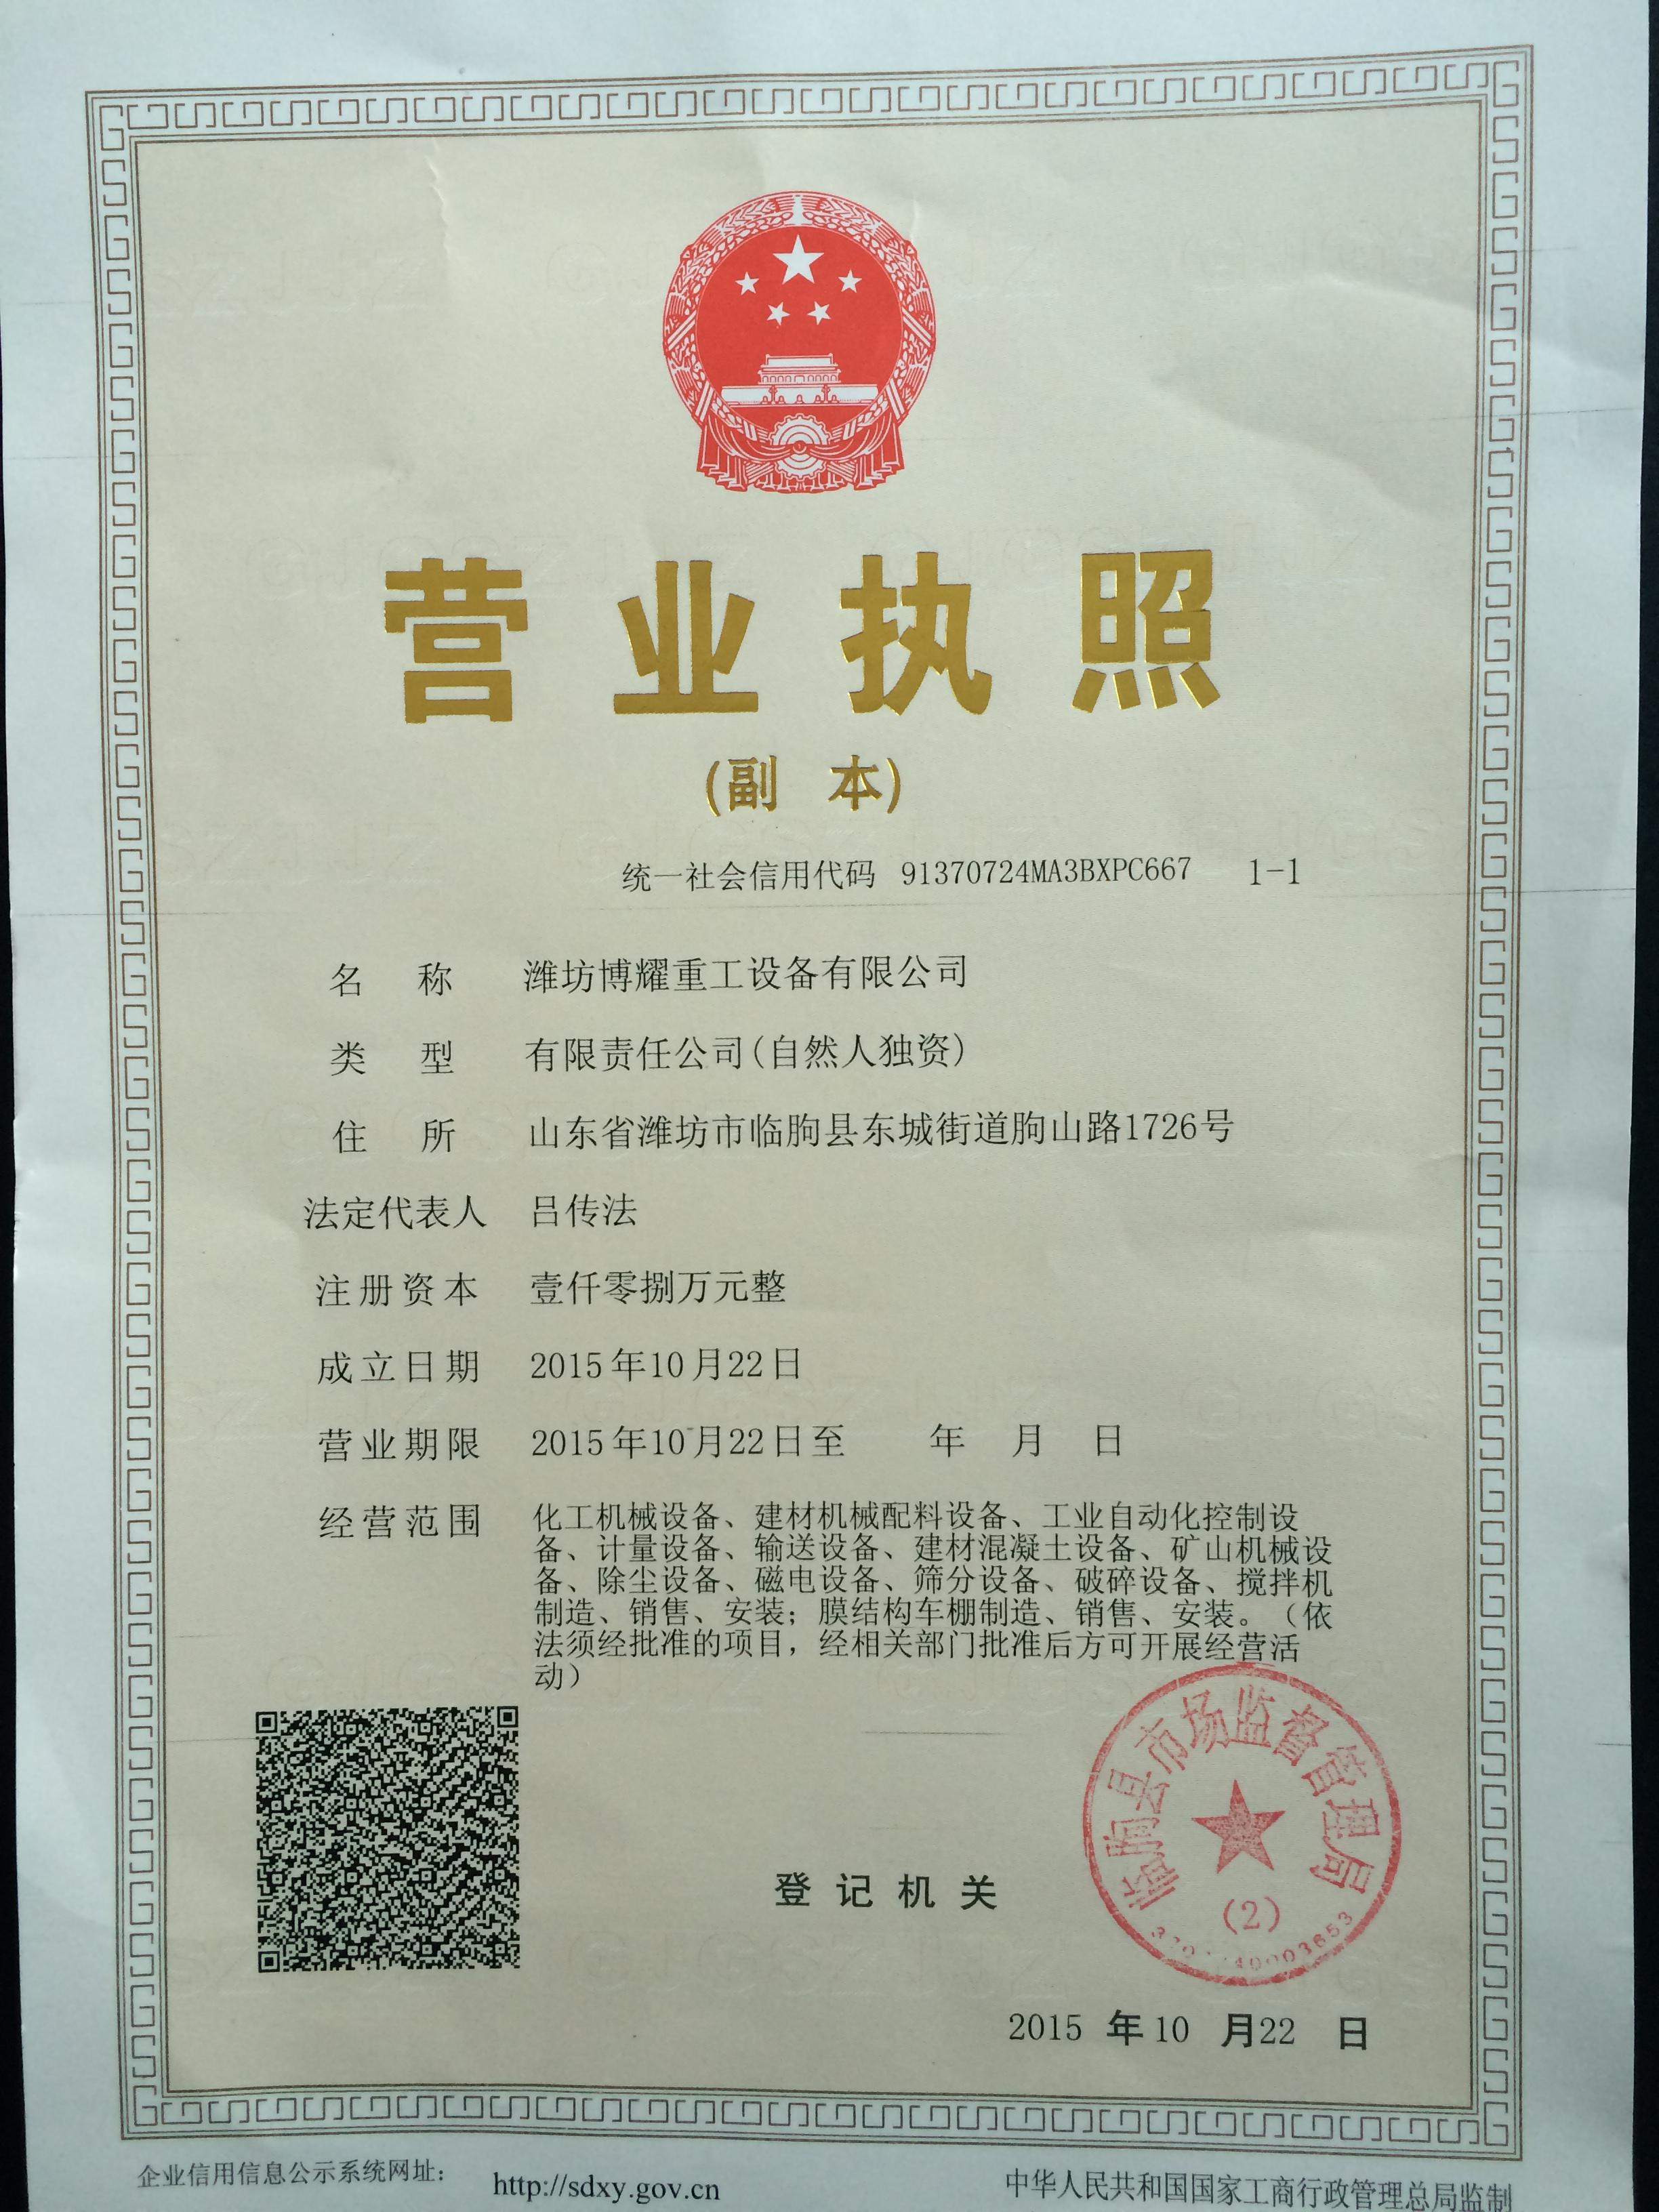 营业执照
(副 本)
统一社会信用代码 91370724MA3BXPC667 1-1
名 称 潍坊博耀重工设备有限公司
类 型 有限责任公司(自然人独资)
住 所 山东省潍坊市临朐县东城街道朐山路1726号
法定代表人 吕传法
注册资本 壹仟零捌万元整
成立日期 2015年10月22日
营业期限 2015年10月22日至 年 月 日
经营范围 化工机械设备、建材机械配料设备、工业自动化控制设
备、计量设备、输送设备、建材混凝土设备、矿山机械设
备、除尘设备、磁电设备、筛分设备、破碎设备、搅拌机
制造、销售、安装；膜结构车棚制造、销售、安装。（依
法须经批准的项目，经相关部门批准后方可开展经营活
动）
临朐县市场监督管理局
(2)
登记机关
2015 年 10 月 22 日
企业信用信息公示系统网址： http://sdxy.gov.cn
中华人民共和国国家工商行政管理总局监制